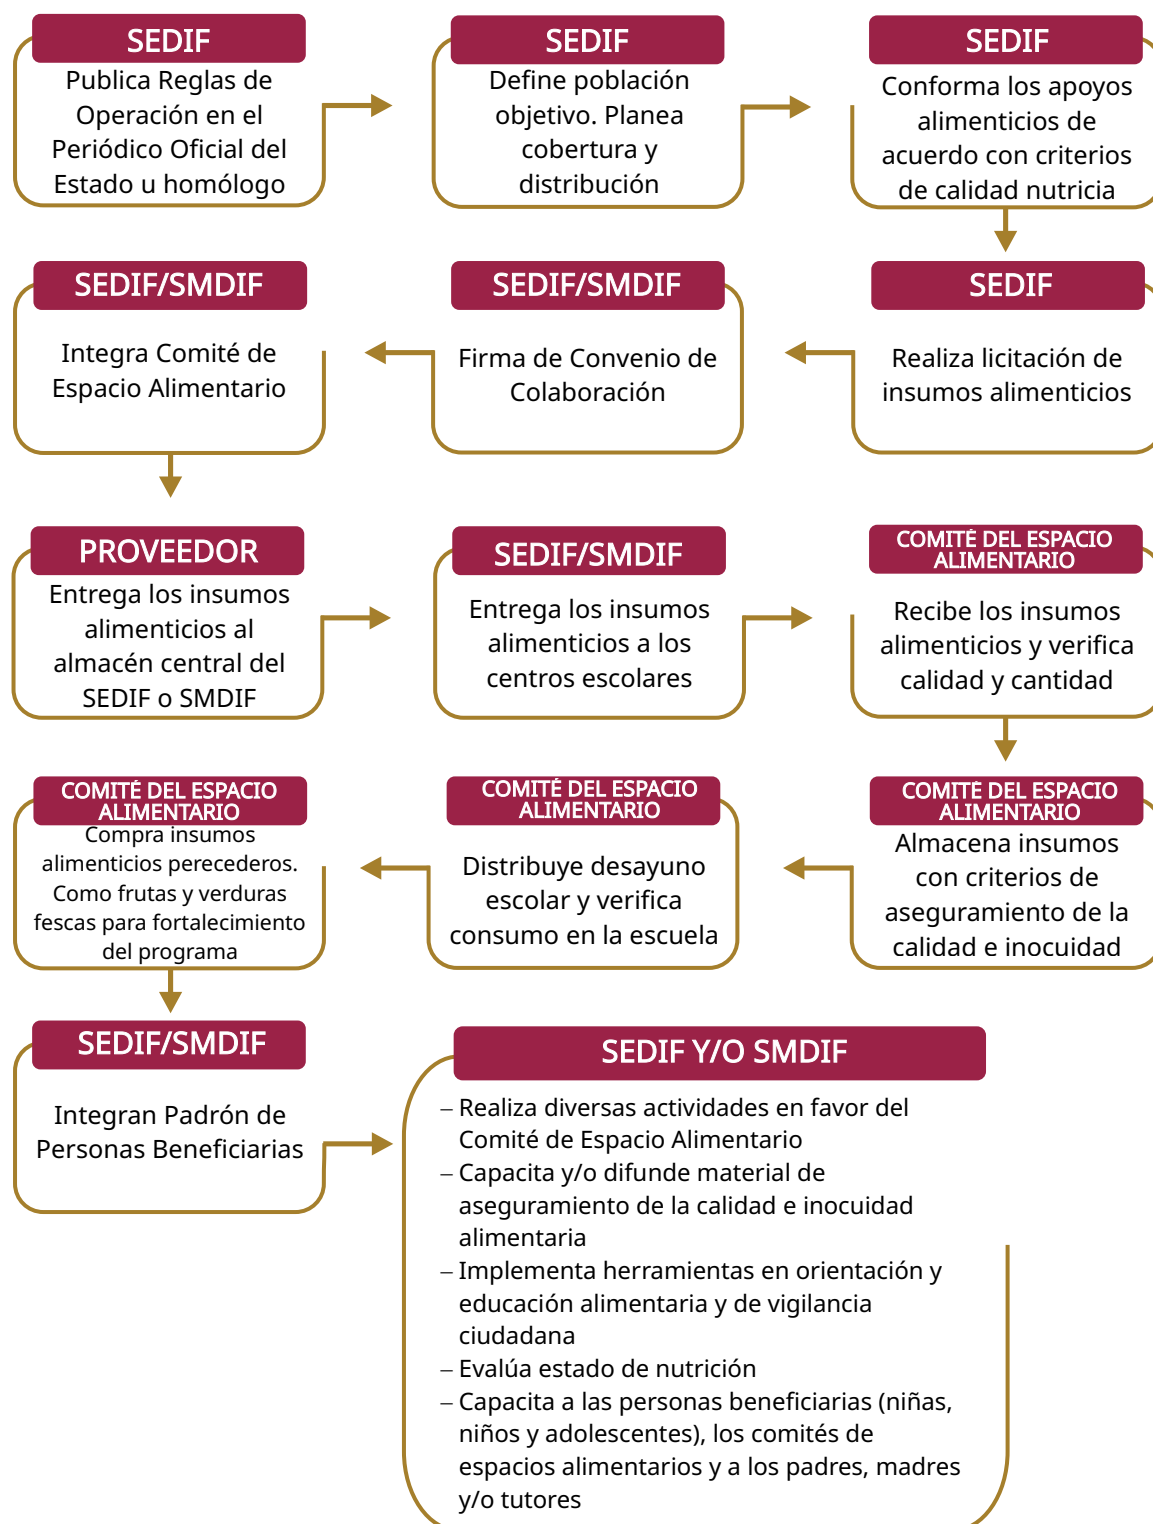 SEDIF
Publica Reglas de
Operación en el
Periódico Oficial del
Estado u homólogo
SEDIF
Define población
objetivo. Planea
cobertura y
distribución
SEDIF
Conforma los apoyos
alimenticios de
acuerdo con criterios
de calidad nutricia
SEDIF
Realiza licitación de
insumos alimenticios
SEDIF/SMDIF
Firma de Convenio de
Colaboración
SEDIF/SMDIF
Integra Comité de
Espacio Alimentario
PROVEEDOR
Entrega los insumos
alimenticios al
almacén central del
SEDIF o SMDIF
SEDIF/SMDIF
Entrega los insumos
alimenticios a los
centros escolares
COMITÉ DEL ESPACIO
ALIMENTARIO
Recibe los insumos
alimenticios y verifica
calidad y cantidad
COMITÉ DEL ESPACIO
ALIMENTARIO
Almacena insumos
con criterios de
aseguramiento de la
calidad e inocuidad
COMITÉ DEL ESPACIO
ALIMENTARIO
Distribuye desayuno
escolar y verifica
consumo en la escuela
COMITÉ DEL ESPACIO
ALIMENTARIO
Compra insumos
alimenticios perecederos.
Como frutas y verduras
fescas para fortalecimiento
del programa
SEDIF/SMDIF
Integran Padrón de
Personas Beneficiarias
SEDIF Y/O SMDIF
– Realiza diversas actividades en favor del
Comité de Espacio Alimentario
– Capacita y/o difunde material de
aseguramiento de la calidad e inocuidad
alimentaria
– Implementa herramientas en orientación y
educación alimentaria y de vigilancia
ciudadana
– Evalúa estado de nutrición
– Capacita a las personas beneficiarias (niñas,
niños y adolescentes), los comités de
espacios alimentarios y a los padres, madres
y/o tutores